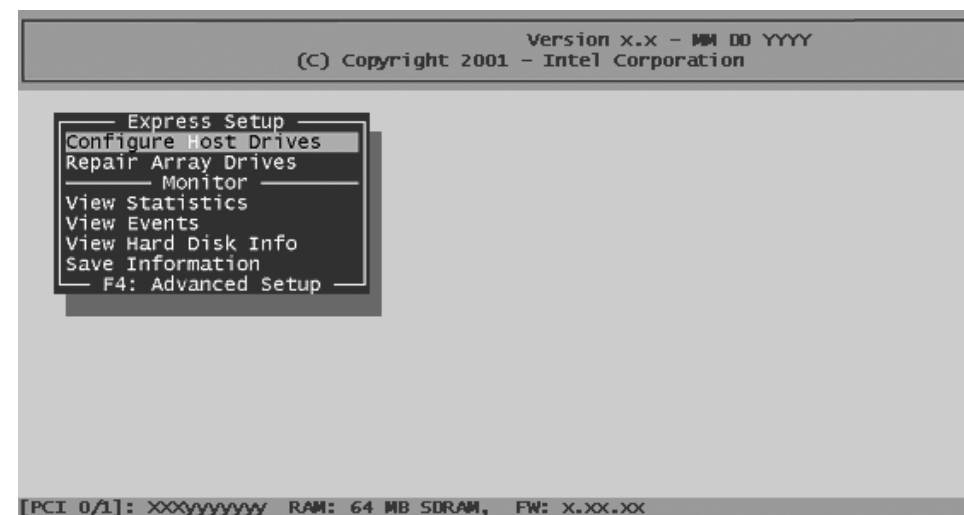 Version x.x - MM DD YYYY
(C) Copyright 2001 - Intel Corporation
Express Setup
Configure Host Drives
Repair Array Drives
Monitor
View Statistics
View Events
View Hard Disk Info
Save Information
F4: Advanced Setup
[PCI 0/1]: XXXyyyyyyy RAM: 64 MB SDRAM, FW: x.xx.xx